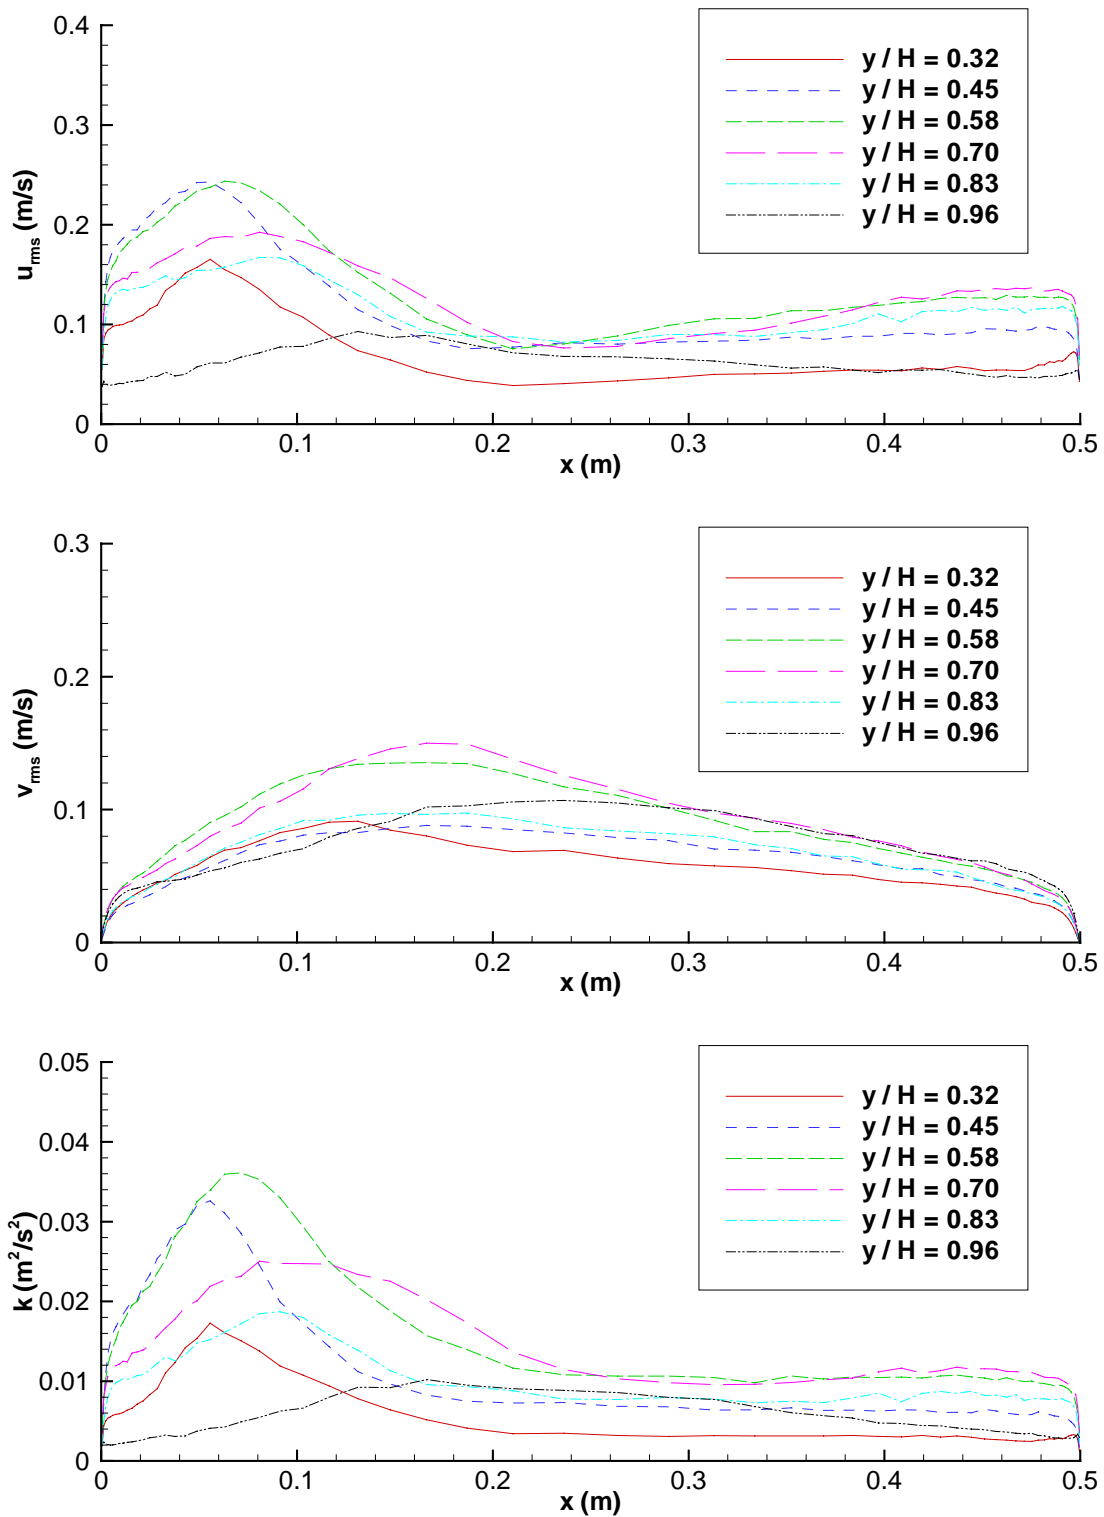 0.4
0.3
0.2
0.1
0
u_rms (m/s)
y / H = 0.32
y / H = 0.45
y / H = 0.58
y / H = 0.70
y / H = 0.83
y / H = 0.96
0 0.1 0.2 0.3 0.4 0.5
x (m)
0.3
0.2
0.1
0
v_rms (m/s)
y / H = 0.32
y / H = 0.45
y / H = 0.58
y / H = 0.70
y / H = 0.83
y / H = 0.96
0 0.1 0.2 0.3 0.4 0.5
x (m)
0.05
0.04
0.03
0.02
0.01
0
k (m²/s²)
y / H = 0.32
y / H = 0.45
y / H = 0.58
y / H = 0.70
y / H = 0.83
y / H = 0.96
0 0.1 0.2 0.3 0.4 0.5
x (m)